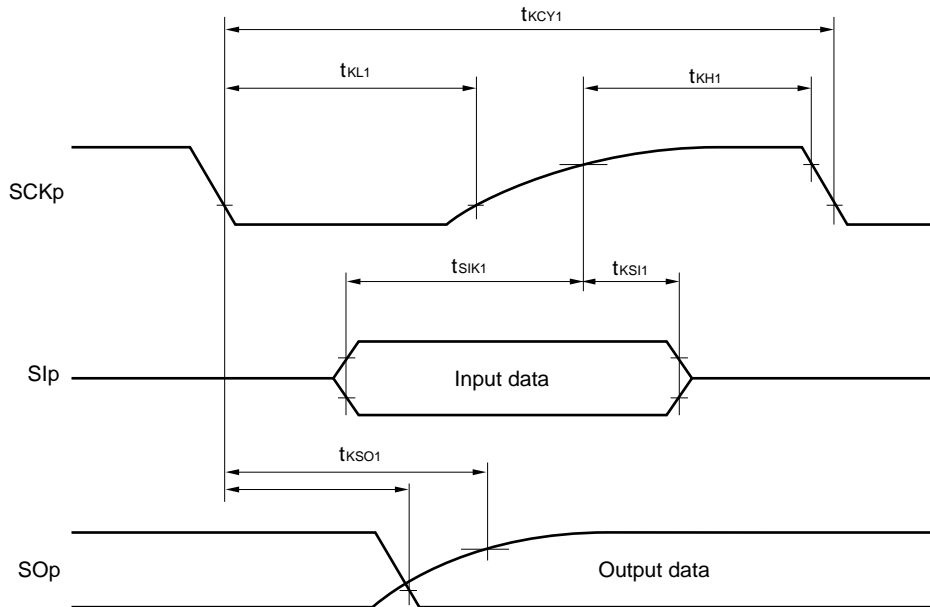 tKCY1
tKL1
tKH1
SCKp
tSIK1
tKSI1
SIp
Input data
tKSO1
SOp
Output data